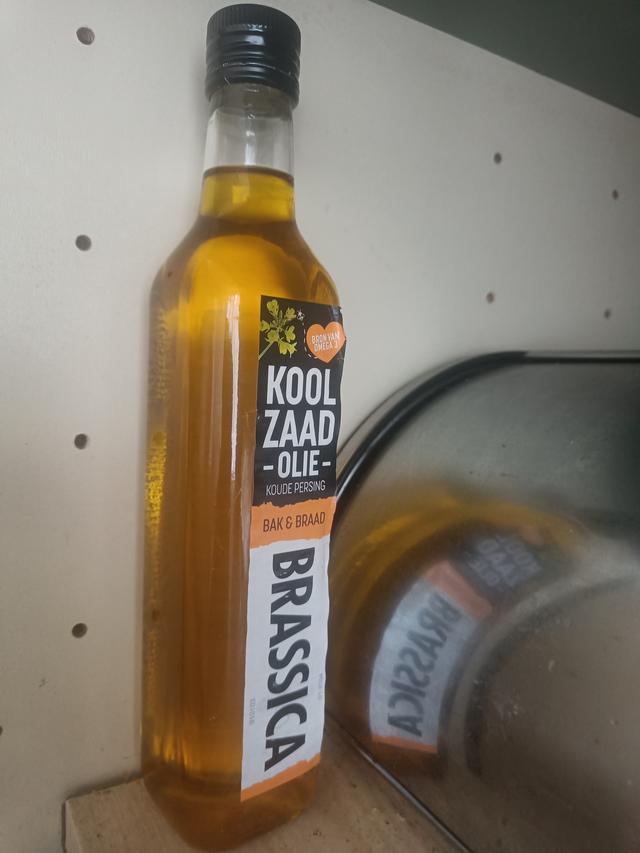 BRON VAN
OMEGA 3
KOOL
ZAAD
-OLIE-
KOUDE PERSING
BAK & BRAAD
BRASSICA